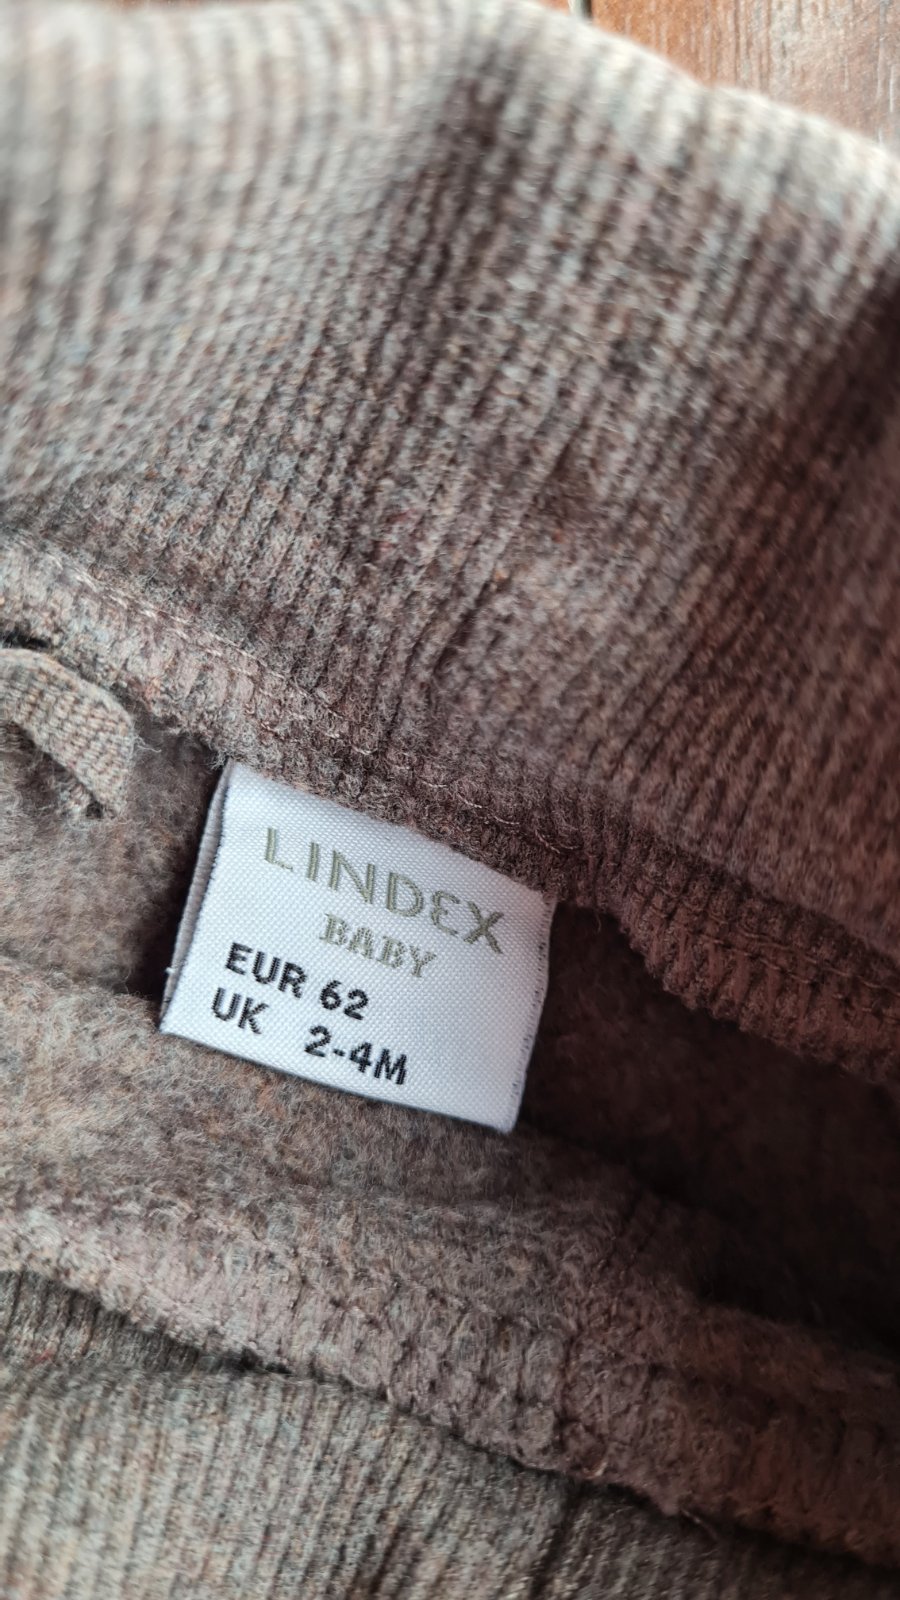 LINDEX
BABY
EUR 62
UK 2-4M